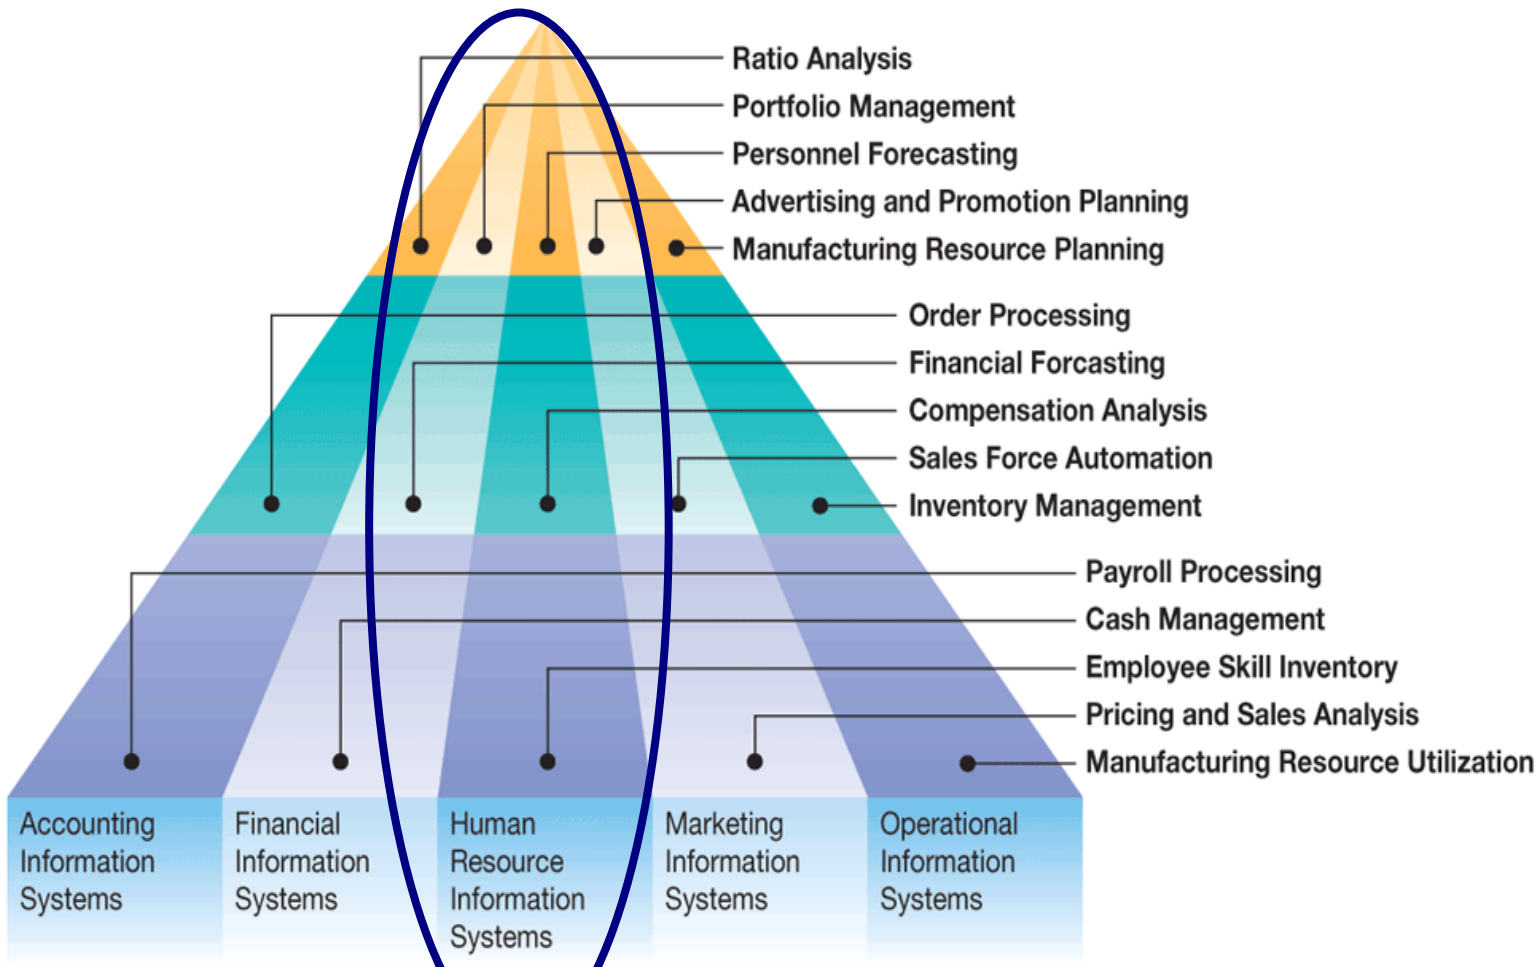 Ratio Analysis
Portfolio Management
Personnel Forecasting
Advertising and Promotion Planning
Manufacturing Resource Planning
Order Processing
Financial Forcasting
Compensation Analysis
Sales Force Automation
Inventory Management
Payroll Processing
Cash Management
Employee Skill Inventory
Pricing and Sales Analysis
Manufacturing Resource Utilization
Accounting
Information
Systems
Financial
Information
Systems
Human
Resource
Information
Systems
Marketing
Information
Systems
Operational
Information
Systems